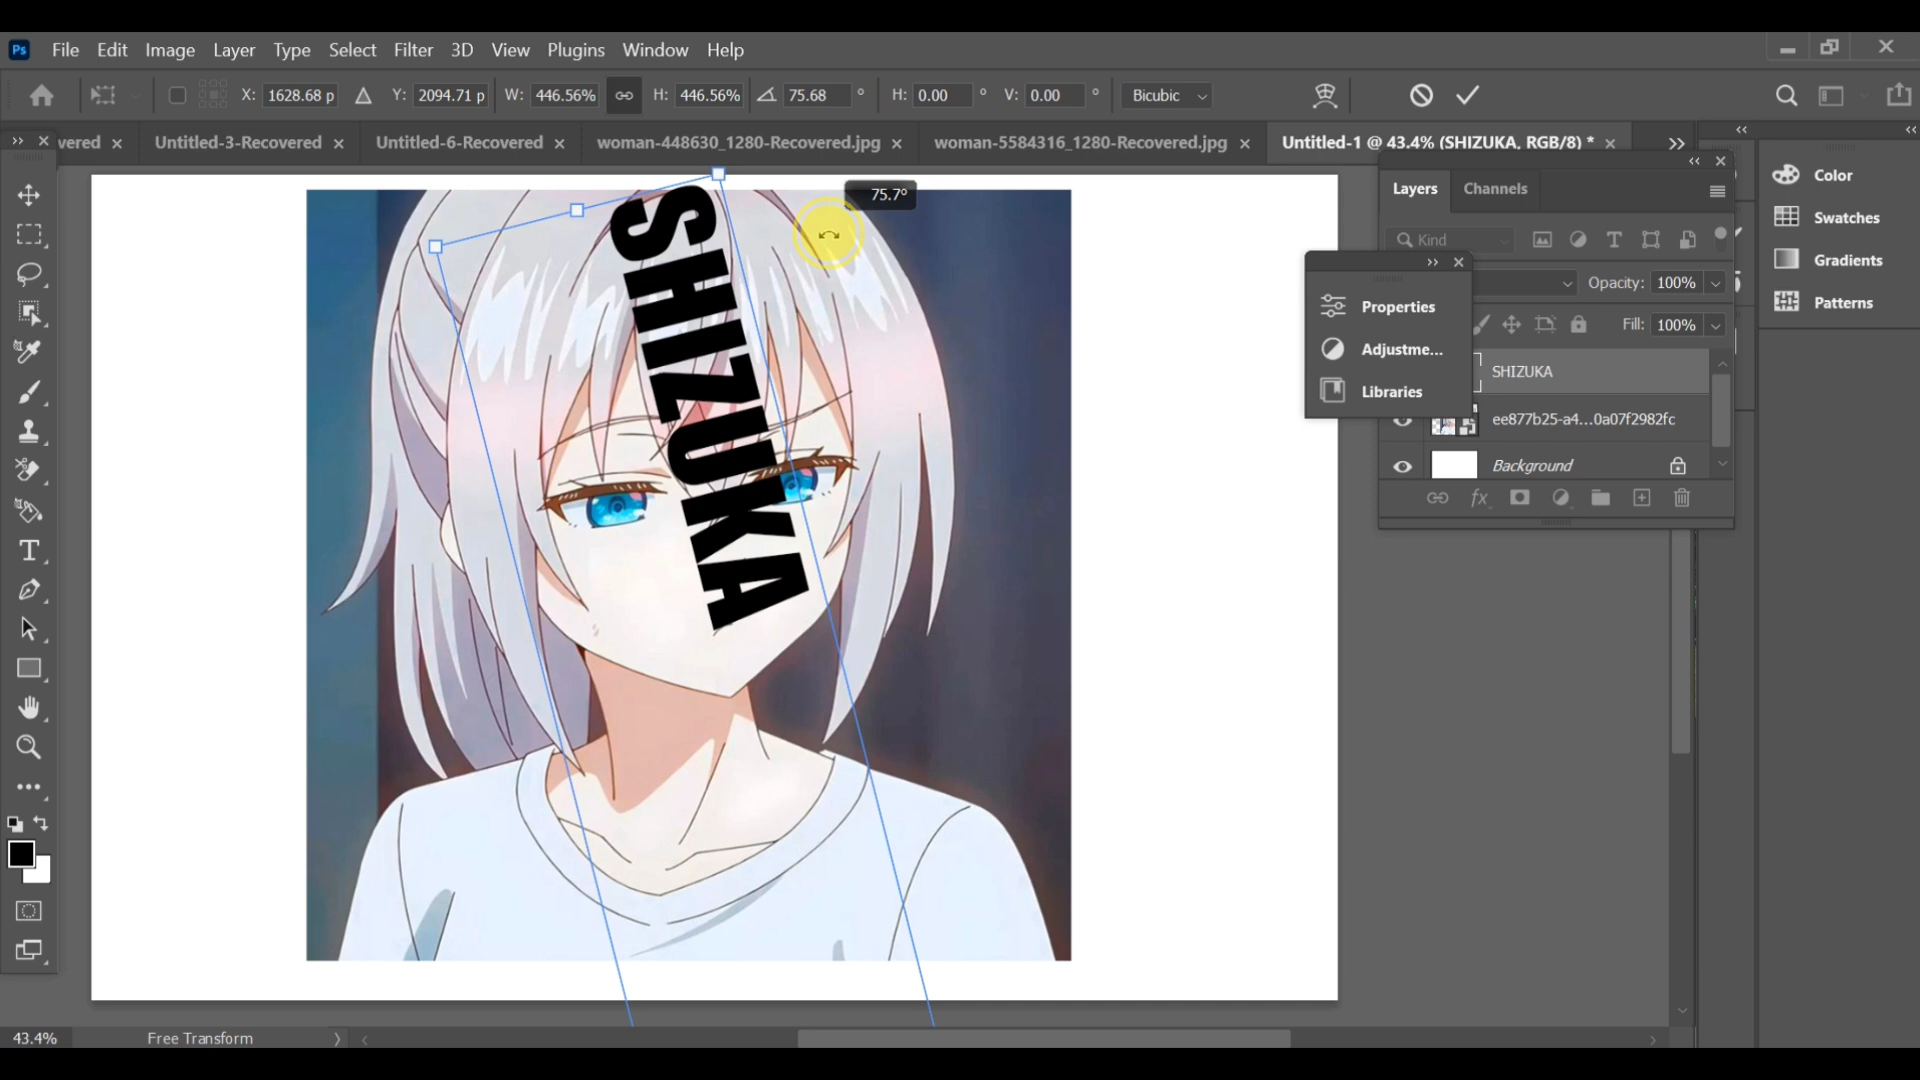 Ps File Edit Image Layer Type Select Filter 3D View Plugins Window Help
X: 1628.68 p Y: 2094.71 p W: 446.56% H: 446.56% 75.68 ° H: 0.00 ° V: 0.00 ° Bicubic
vered × Untitled-3-Recovered × Untitled-6-Recovered × woman-448630_1280-Recovered.jpg × woman-5584316_1280-Recovered.jpg × Untitled-1 @ 43.4% (SHIZUKA, RGB/8) * ×
75.7°
SHIZUKA
Layers Channels
Kind
Opacity: 100%
Fill: 100%
SHIZUKA
ee877b25-a4...0a07f2982fc
Background
Properties
Adjustme...
Libraries
Color
Swatches
Gradients
Patterns
43.4% Free Transform